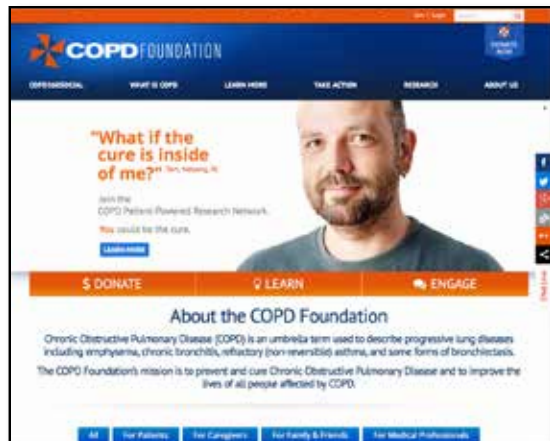 Join | Login
COPD FOUNDATION
DONATE
NOW
COPD360SOCIAL WHAT IS COPD LEARN MORE TAKE ACTION RESEARCH ABOUT US
"What if the
cure is inside
of me?"
Join the
COPD Patient-Powered Research Network.
You could be the cure.
LEARN MORE
$ DONATE LEARN ENGAGE
About the COPD Foundation
Chronic Obstructive Pulmonary Disease (COPD) is an umbrella term used to describe progressive lung diseases
including emphysema, chronic bronchitis, refractory (non-reversible) asthma, and some forms of bronchiectasis.
The COPD Foundation's mission is to prevent and cure Chronic Obstructive Pulmonary Disease and to improve the
lives of all people affected by COPD.
All For Patients For Caregivers For Family & Friends For Medical Professionals